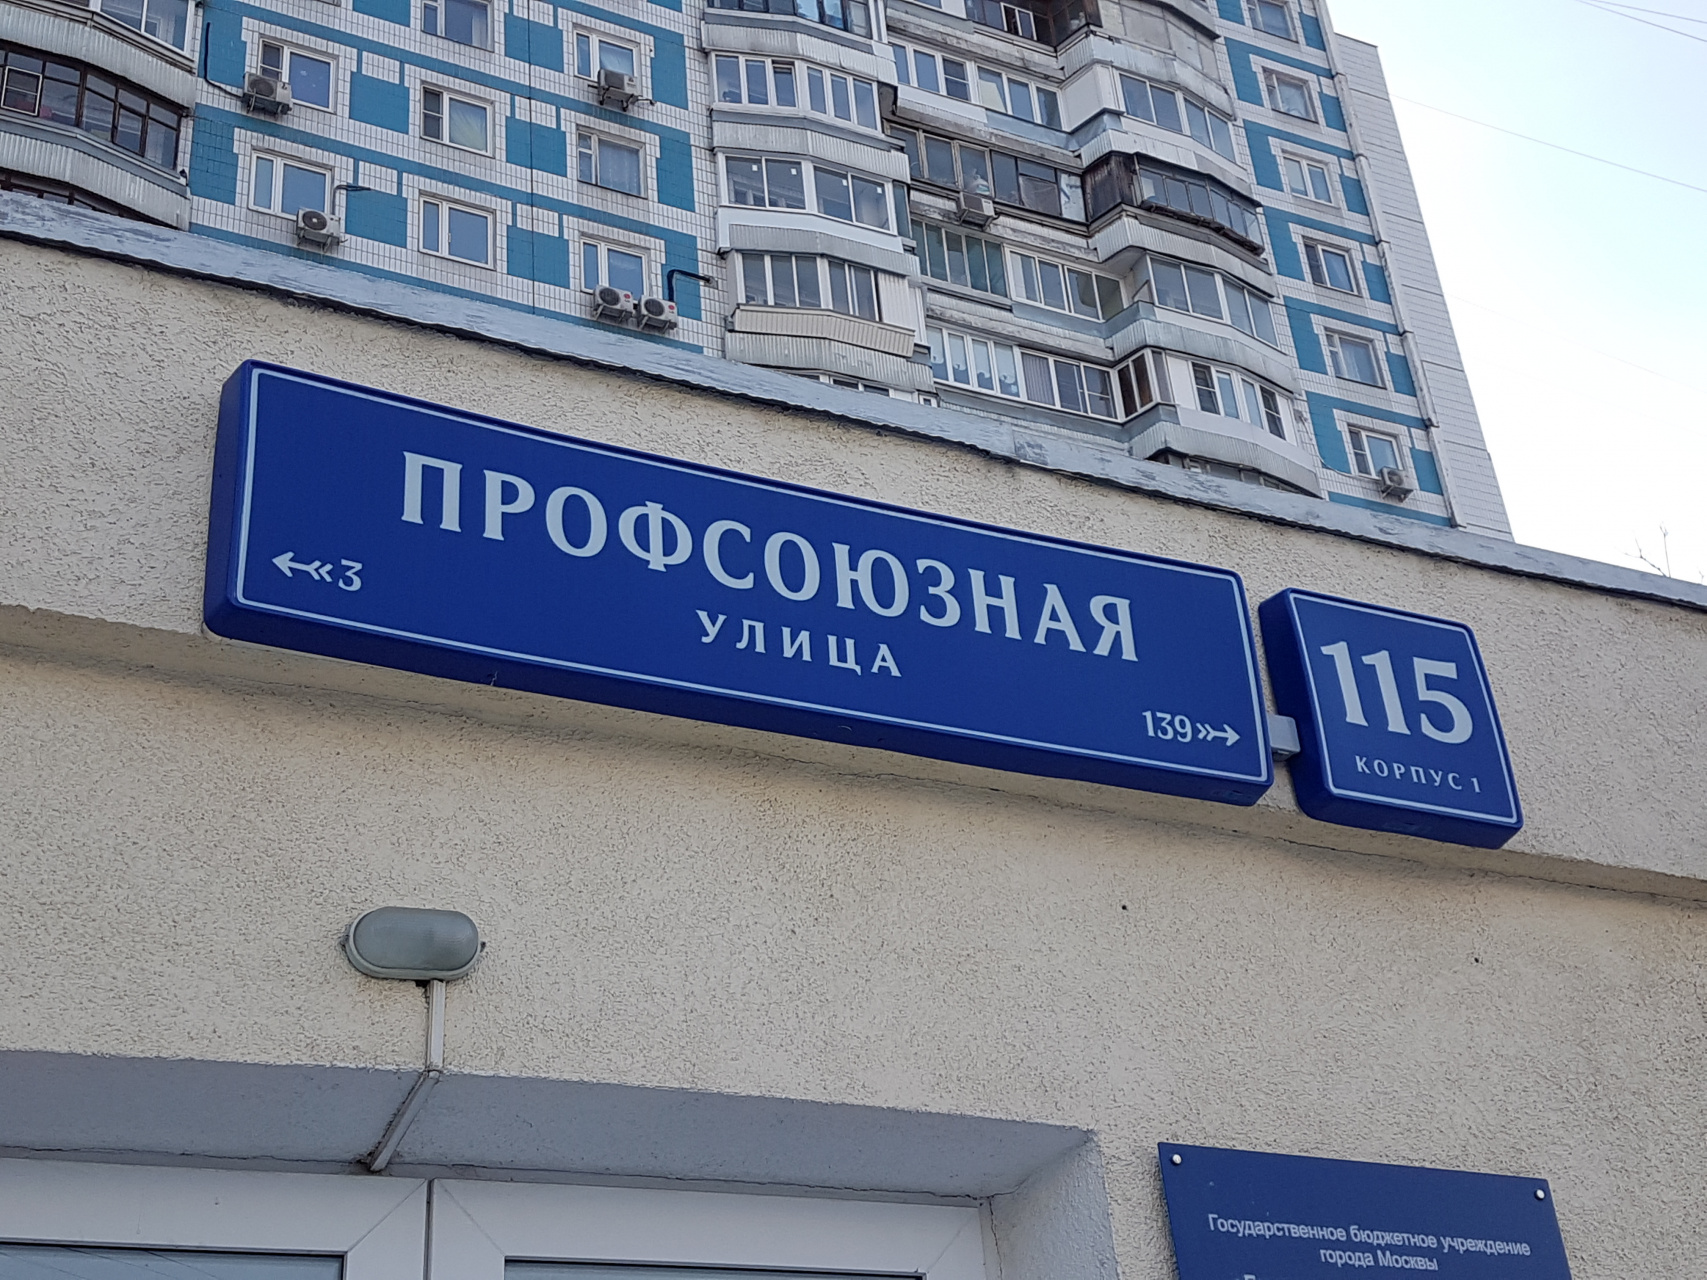 ПРОФСОЮЗНАЯ
УЛИЦА
3
139
115
КОРПУС 1
Государственное бюджетное учреждение
города Москвы